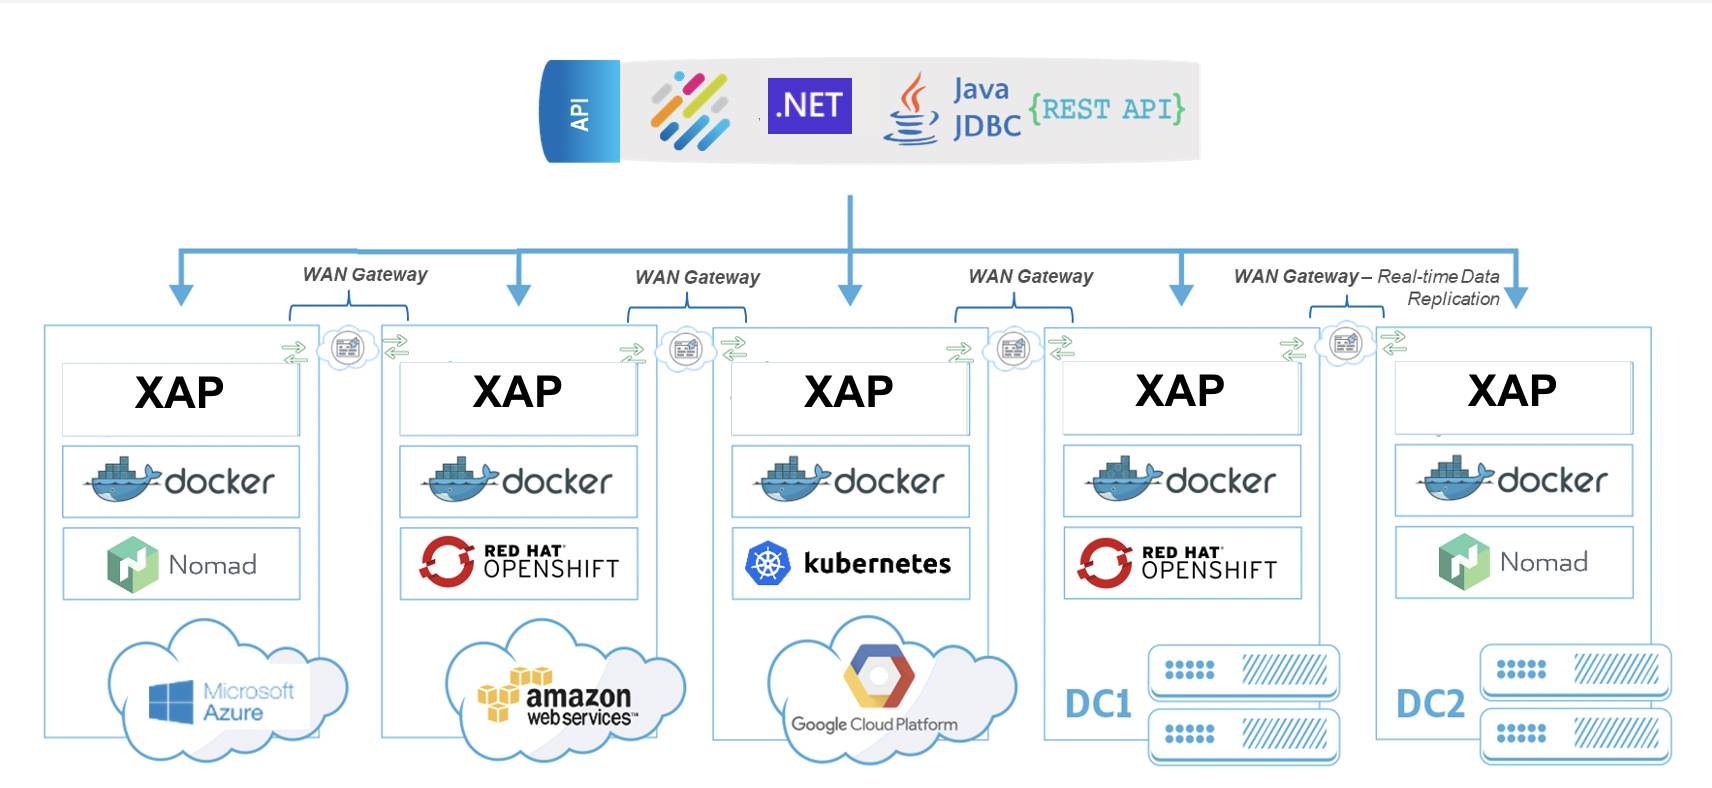 API
.NET
Java
JDBC
{REST API}
WAN Gateway
WAN Gateway
WAN Gateway
WAN Gateway – Real-time Data
Replication
XAP
XAP
XAP
XAP
XAP
docker
docker
docker
docker
docker
Nomad
RED HAT®
OPENSHIFT
kubernetes
RED HAT®
OPENSHIFT
Nomad
Microsoft
Azure
amazon
webservices™
Google Cloud Platform
DC1
DC2